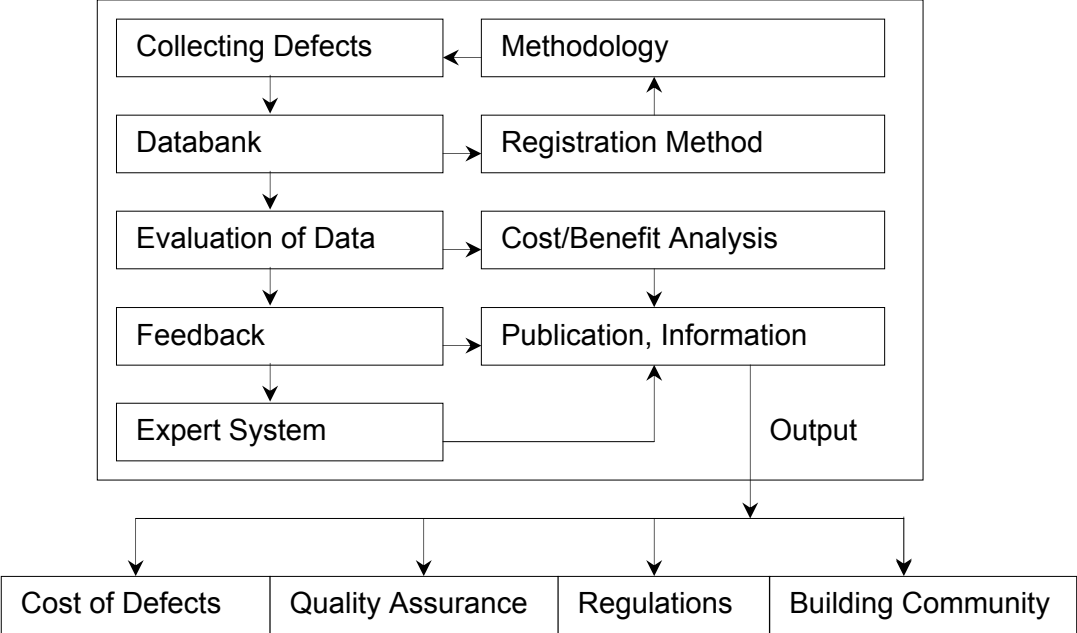 Collecting Defects
Methodology
Databank
Registration Method
Evaluation of Data
Cost/Benefit Analysis
Feedback
Publication, Information
Expert System
Output
Cost of Defects
Quality Assurance
Regulations
Building Community